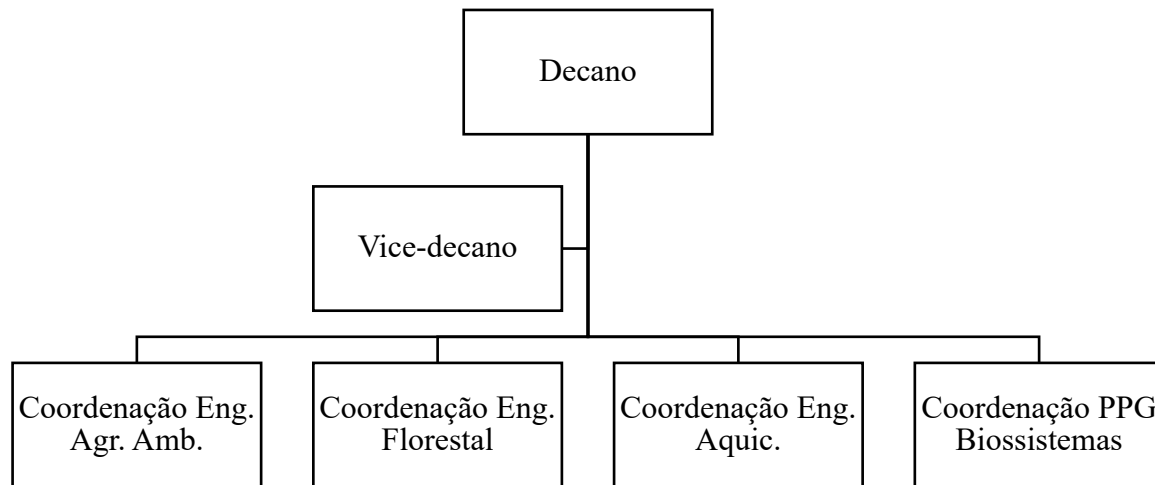 Decano
Vice-decano
Coordenação Eng.
Agr. Amb.
Coordenação Eng.
Florestal
Coordenação Eng.
Aquic.
Coordenação PPG
Biossistemas